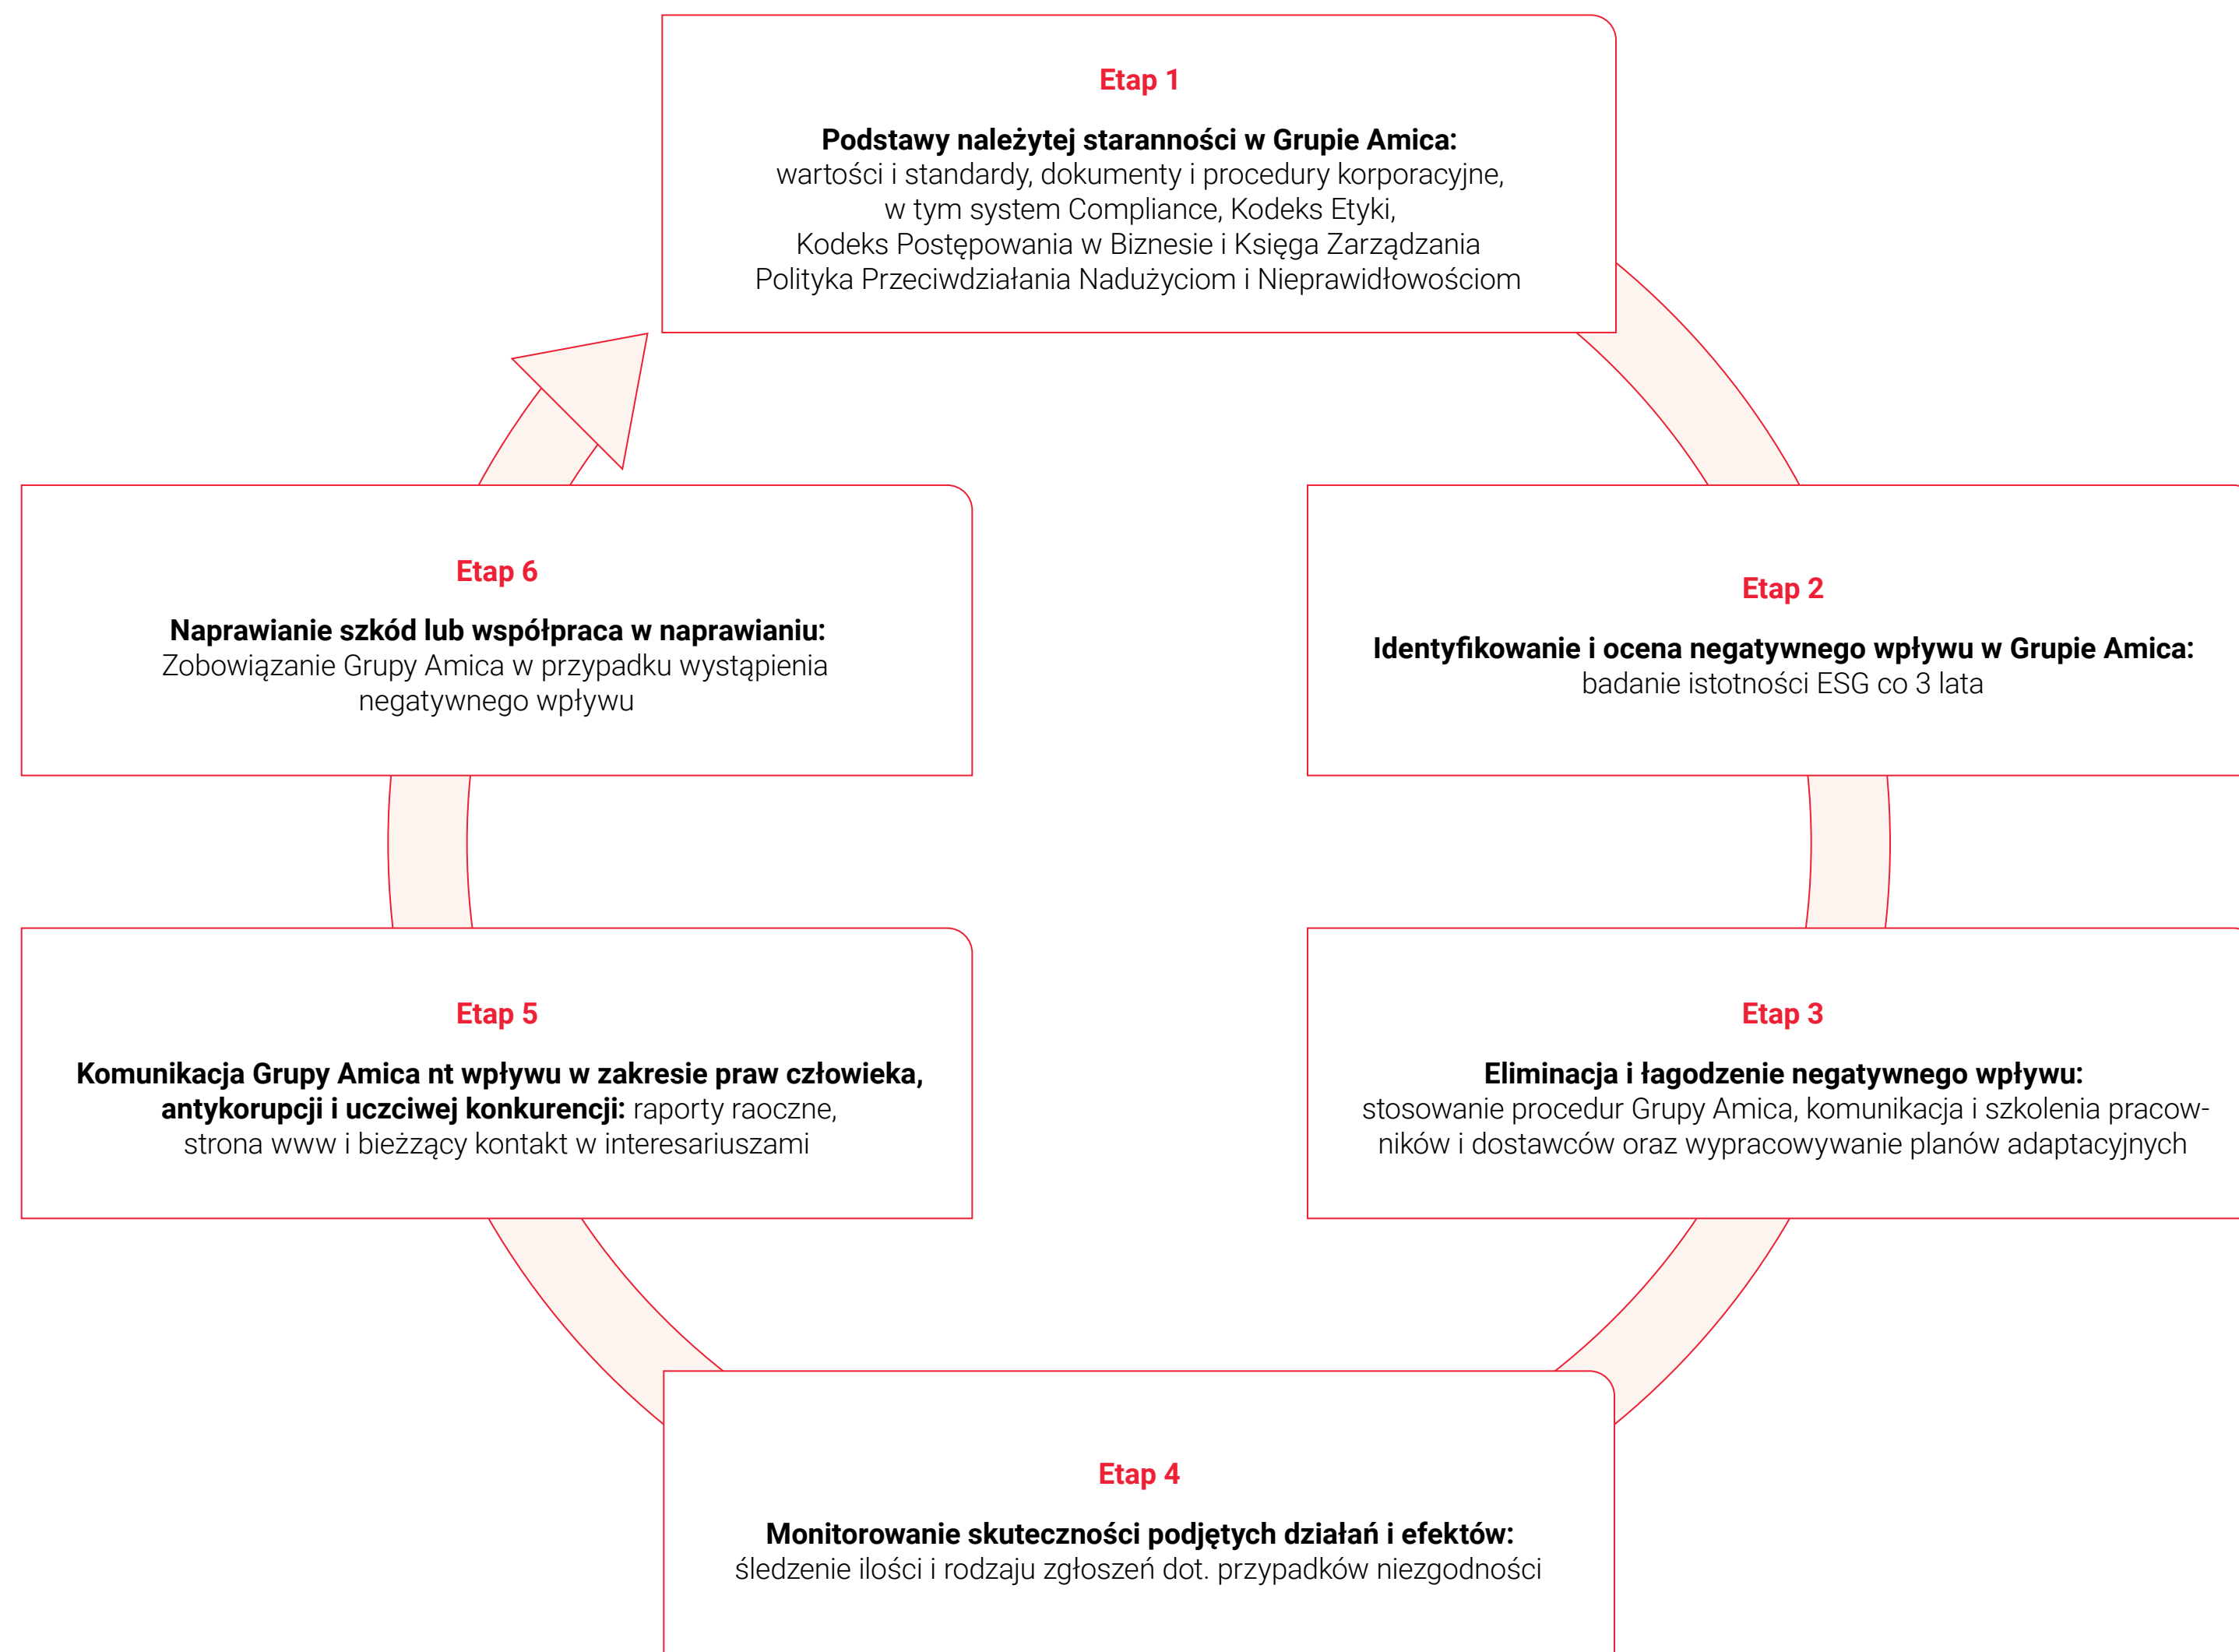 Etap 1
Podstawy należytej staranności w Grupie Amica:
wartości i standardy, dokumenty i procedury korporacyjne,
w tym system Compliance, Kodeks Etyki,
Kodeks Postępowania w Biznesie i Księga Zarządzania
Polityka Przeciwdziałania Nadużyciom i Nieprawidłowościom
Etap 2
Identyfikowanie i ocena negatywnego wpływu w Grupie Amica:
badanie istotności ESG co 3 lata
Etap 3
Eliminacja i łagodzenie negatywnego wpływu:
stosowanie procedur Grupy Amica, komunikacja i szkolenia pracow-
ników i dostawców oraz wypracowywanie planów adaptacyjnych
Etap 4
Monitorowanie skuteczności podjętych działań i efektów:
śledzenie ilości i rodzaju zgłoszeń dot. przypadków niezgodności
Etap 5
Komunikacja Grupy Amica nt wpływu w zakresie praw człowieka,
antykorupcji i uczciwej konkurencji: raporty raoczne,
strona www i bieżzący kontakt w interesariuszami
Etap 6
Naprawianie szkód lub współpraca w naprawianiu:
Zobowiązanie Grupy Amica w przypadku wystąpienia
negatywnego wpływu